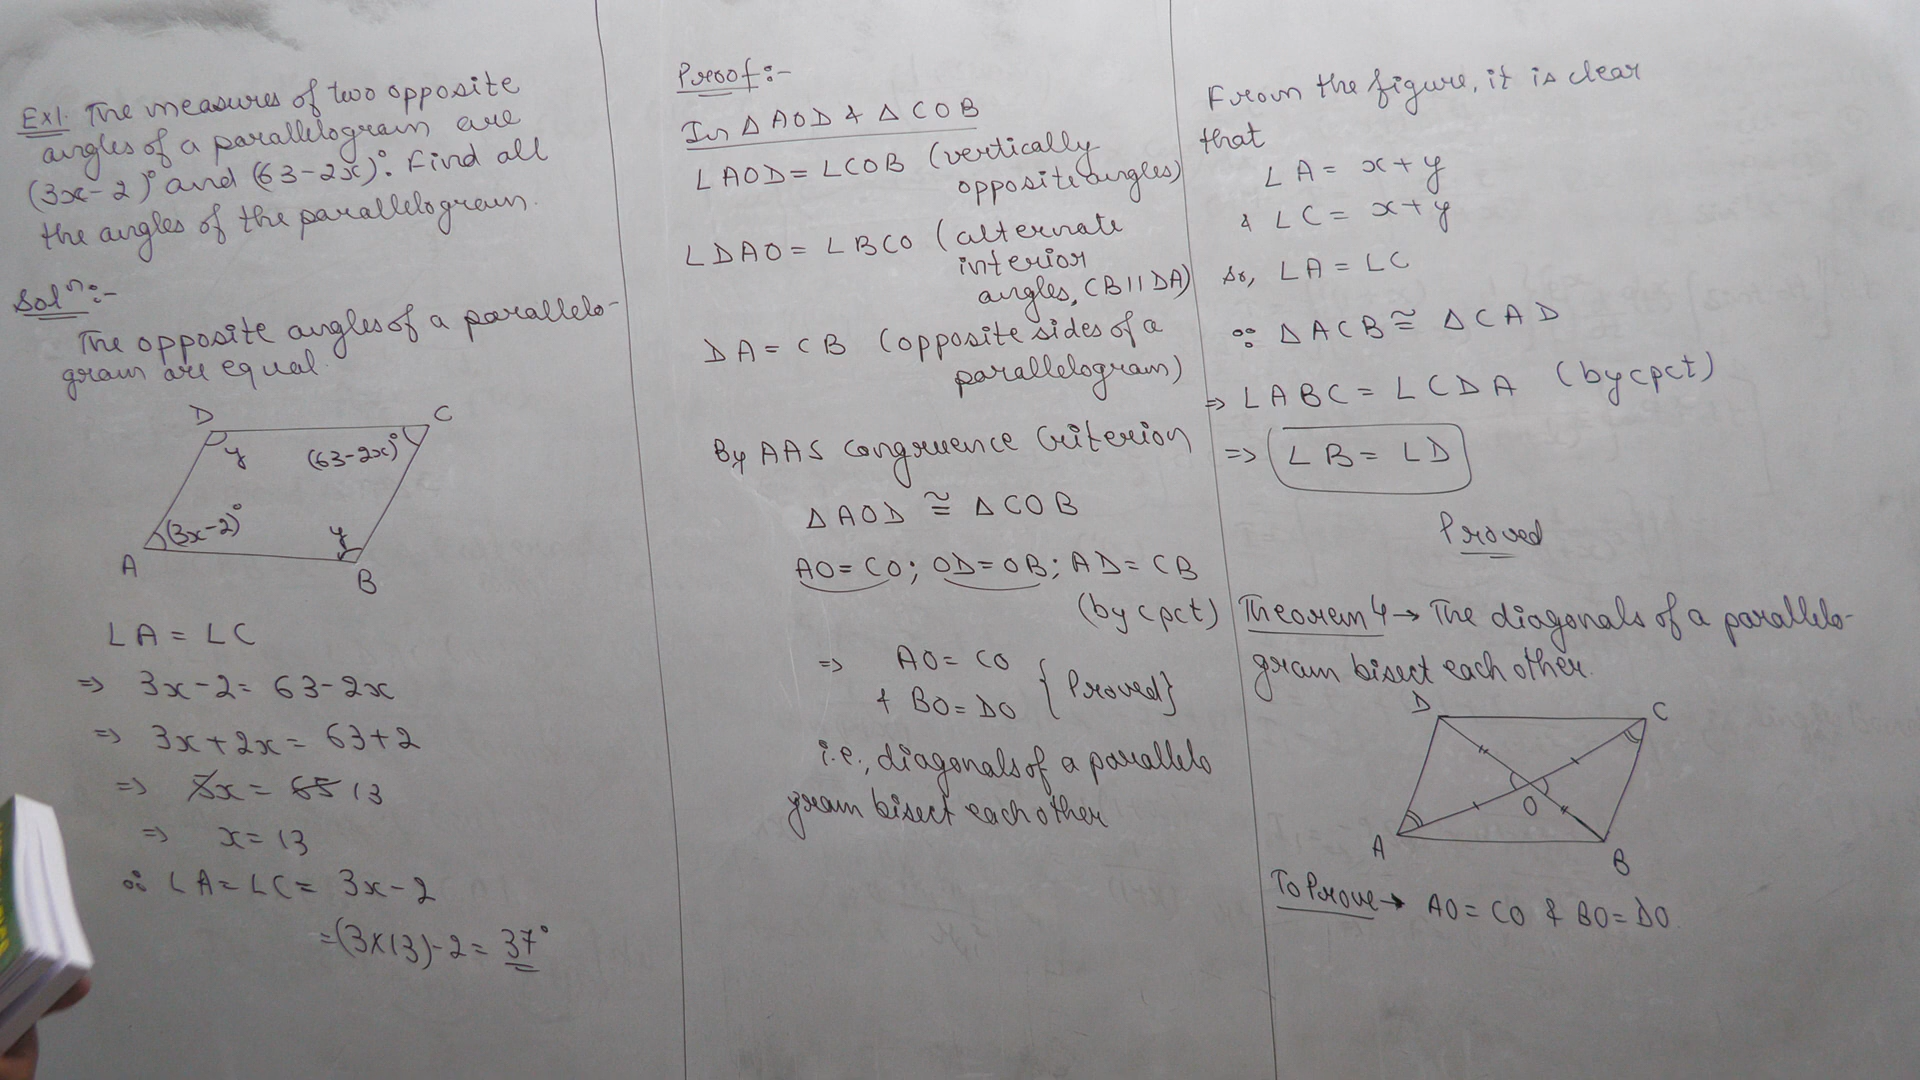 Ex1. The measures of two opposite
angles of a parallelogram are
(3x-2)° and (63-2x)°. Find all
the angles of the parallelogram.
Solⁿ:-
The opposite angles of a parallelo-
gram are equal.
D C
y (63-2x)°
(3x-2)° y
A B
∠A = ∠C
⇒ 3x-2 = 63-2x
⇒ 3x+2x = 63+2
⇒ 5x = 65 13
⇒ x = 13
∴ ∠A = ∠C = 3x-2
= (3×13)-2 = 37°
Proof:-
In △AOD & △COB
∠AOD = ∠COB (vertically
opposite angles)
∠DAO = ∠BCO (alternate
interior
angles, CB||DA)
DA = CB (opposite sides of a
parallelogram)
By AAS congruence Criterion
△AOD ≅ △COB
AO = CO; OD = OB; AD = CB
(by cpct)
⇒ AO = CO
& BO = DO {Proved}
i.e., diagonals of a parallelo
gram bisect each other
From the figure, it is clear
that
∠A = x+y
& ∠C = x+y
so, ∠A = ∠C
∵ △ACB ≅ △CAD
⇒ ∠ABC = ∠CDA (by cpct)
⇒ ∠B = ∠D
Proved
Theorem 4 → The diagonals of a parallelo-
gram bisect each other.
D C
O
A B
To Prove → AO = CO & BO = DO